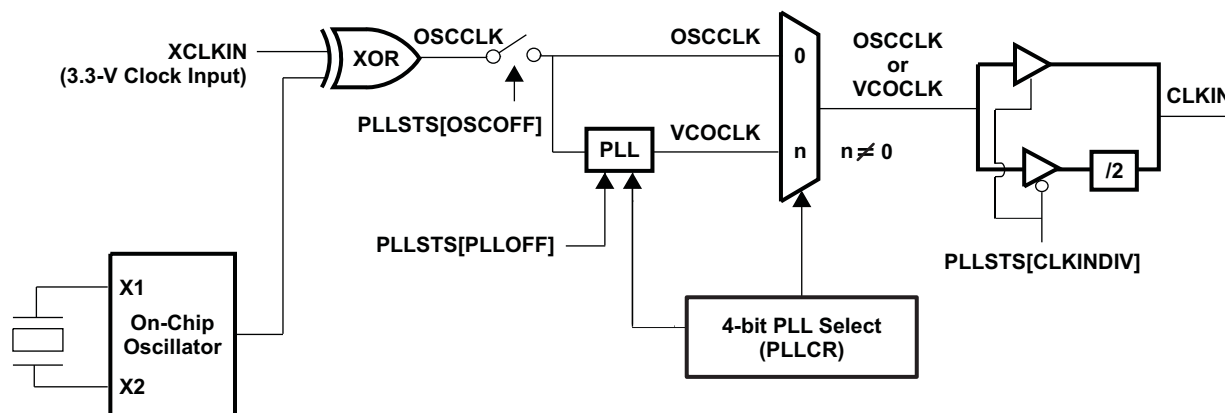 XCLKIN
(3.3-V Clock Input)
XOR
OSCCLK
PLLSTS[OSCOFF]
OSCCLK
0
OSCCLK
or
VCOCLK
CLKIN
PLL
VCOCLK
n
n ≠ 0
/2
PLLSTS[PLLOFF]
PLLSTS[CLKINDIV]
X1
On-Chip
Oscillator
X2
4-bit PLL Select
(PLLCR)